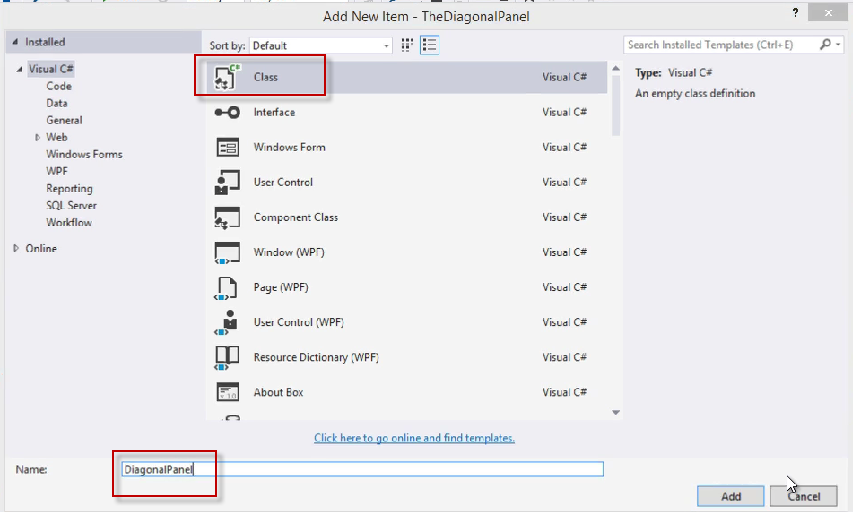 Add New Item - TheDiagonalPanel
?
Installed
Sort by: Default
Search Installed Templates (Ctrl+E)
Visual C#
Code
Data
General
Web
Windows Forms
WPF
Reporting
SQL Server
Workflow
Online
C#
Class Visual C#
Interface Visual C#
Windows Form Visual C#
User Control Visual C#
Component Class Visual C#
Window (WPF) Visual C#
Page (WPF) Visual C#
User Control (WPF) Visual C#
Resource Dictionary (WPF) Visual C#
About Box Visual C#
Type: Visual C#
An empty class definition
Click here to go online and find templates.
Name: DiagonalPanel
Add
Cancel